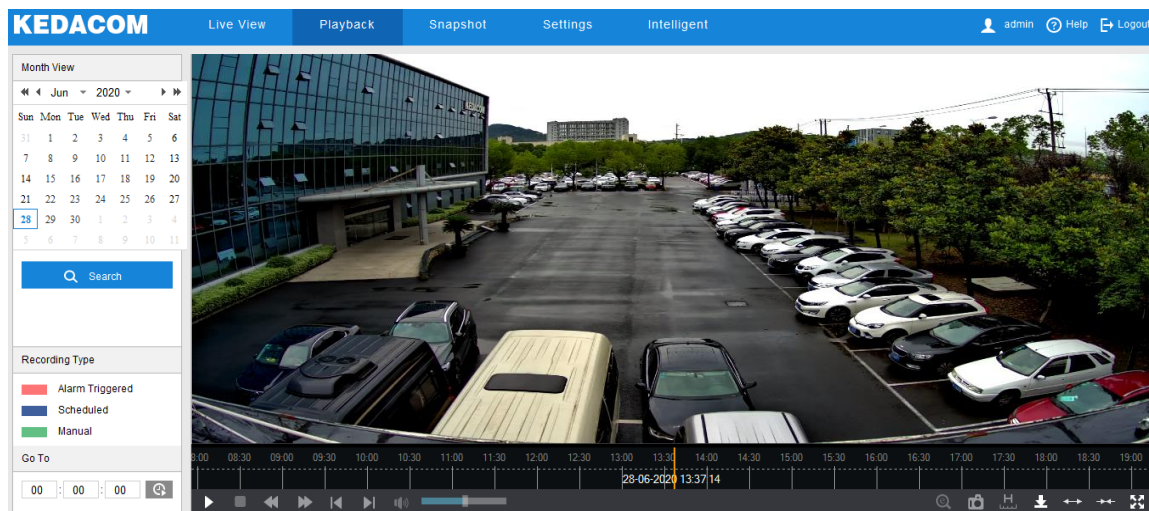 KEDACOM Live View Playback Snapshot Settings Intelligent admin ? Help Logout
Month View
Jun 2020
Sun Mon Tue Wed Thu Fri Sat
31 1 2 3 4 5 6
7 8 9 10 11 12 13
14 15 16 17 18 19 20
21 22 23 24 25 26 27
28 29 30 1 2 3 4
5 6 7 8 9 10 11
Search
Recording Type
Alarm Triggered
Scheduled
Manual
Go To
00 : 00 : 00
KEDACOM
8:00 08:30 09:00 09:30 10:00 10:30 11:00 11:30 12:00 12:30 13:00 13:30 14:00 14:30 15:00 15:30 16:00 16:30 17:00 17:30 18:00 18:30 19:00
28-06-2020 13:37:14
H